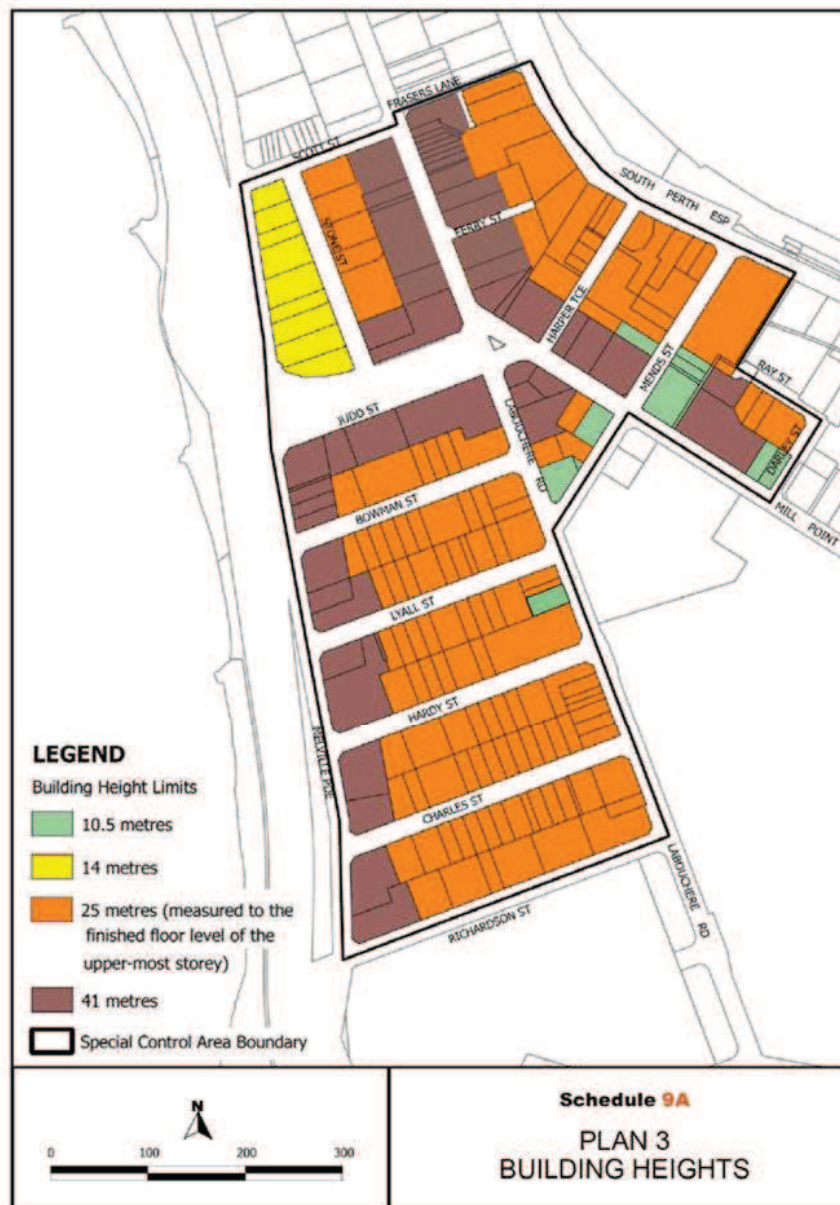 FRASERS LANE
SCOTT ST
SOUTH PERTH ESP
STONE ST
FERRY ST
HARPER TCE
MENDS ST
RAY ST
JUDD ST
LABOUCHERE RD
DARLEY ST
MILL POINT
BOWMAN ST
LYALL ST
HARDY ST
MELVILLE PDE
CHARLES ST
LABOUCHERE RD
RICHARDSON ST
LEGEND
Building Height Limits
10.5 metres
14 metres
25 metres (measured to the
finished floor level of the
upper-most storey)
41 metres
Special Control Area Boundary
N
0 100 200 300
Schedule 9A
PLAN 3
BUILDING HEIGHTS